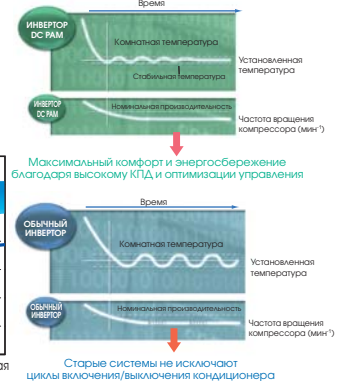 Время
ИНВЕРТОР
DC PAM
Комнатная температура
Установленная
температура
Стабильная температура
ИНВЕРТОР
DC PAM
Номинальная производительность
Частота вращения
компрессора (мин⁻¹)
Максимальный комфорт и энергосбережение
благодаря высокому КПД и оптимизации управления
Время
ОБЫЧНЫЙ
ИНВЕРТОР
Комнатная температура
Установленная
температура
ОБЫЧНЫЙ
ИНВЕРТОР
Номинальная производительность
Частота вращения
компрессора (мин⁻¹)
ая
Старые системы не исключают
циклы включения/выключения кондиционера